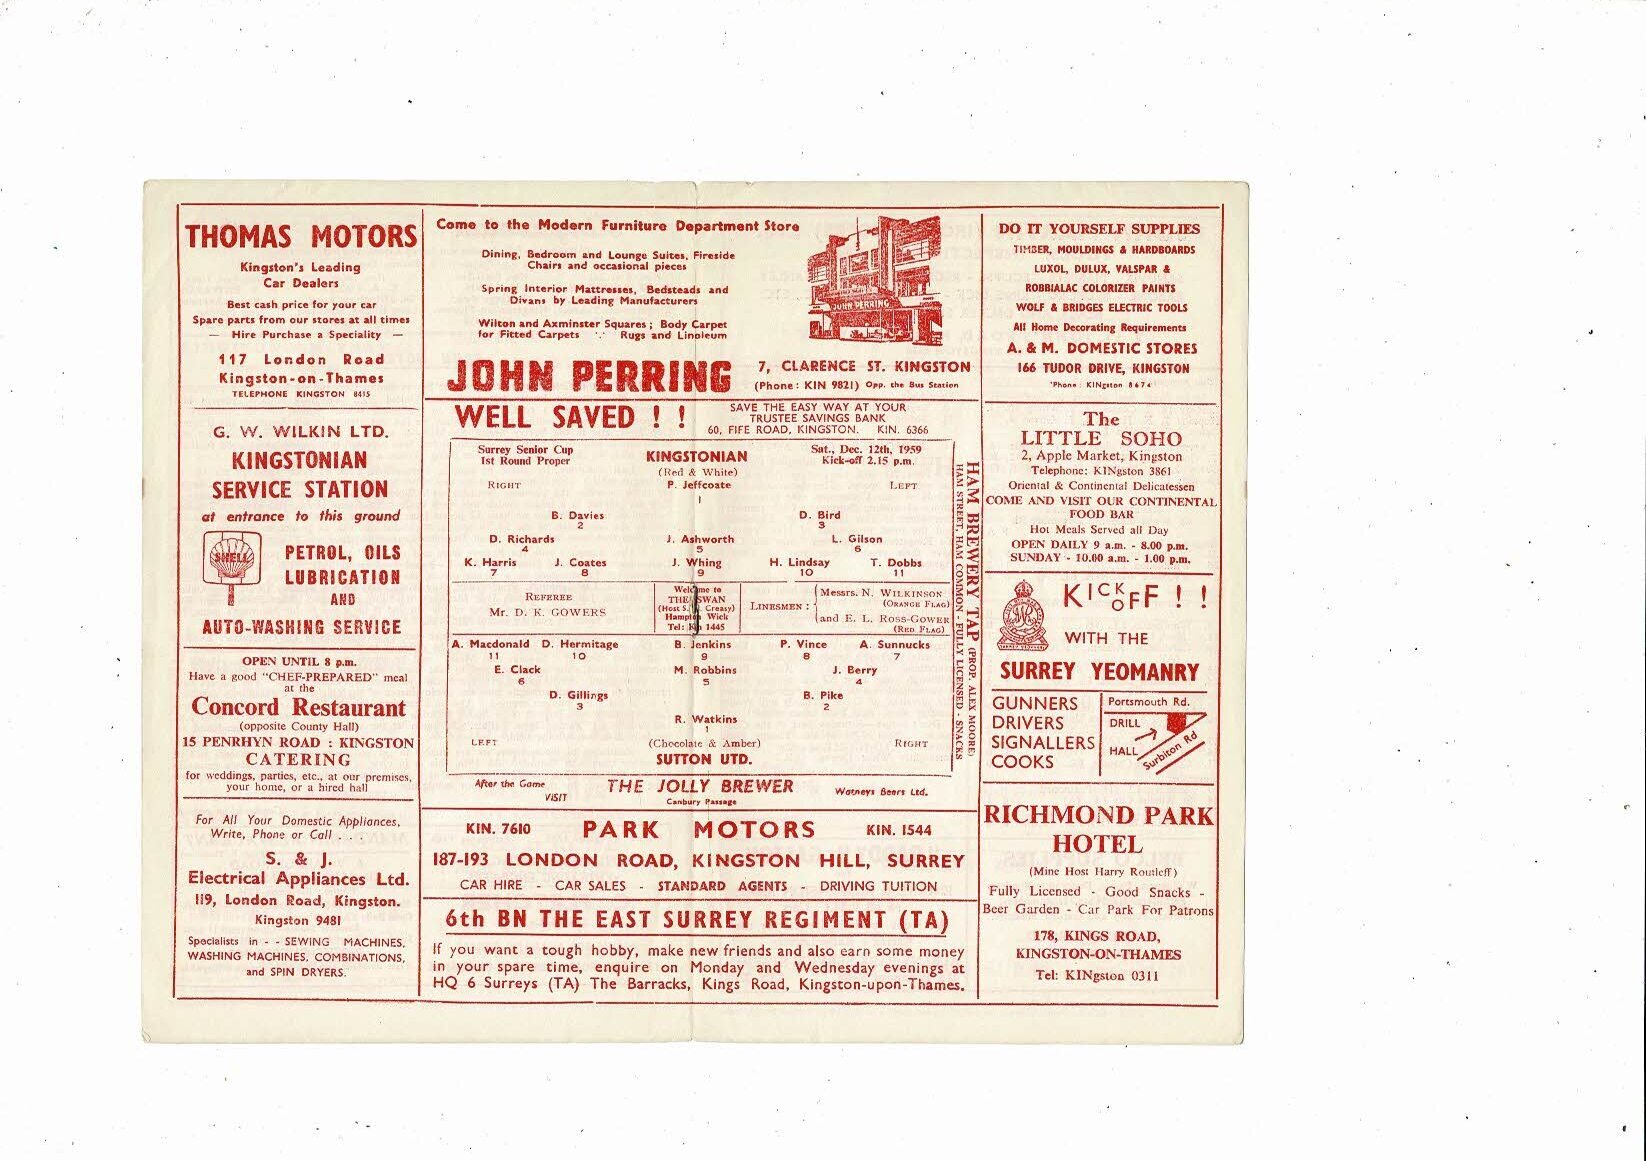 THOMAS MOTORS
Kingston's Leading
Car Dealers
Best cash price for your car
Spare parts from our stores at all times
— Hire Purchase a Speciality —
117 London Road
Kingston-on-Thames
TELEPHONE KINGSTON 8415
G. W. WILKIN LTD.
KINGSTONIAN
SERVICE STATION
at entrance to this ground
SHELL
PETROL, OILS
LUBRICATION
AND
AUTO-WASHING SERVICE
OPEN UNTIL 8 p.m.
Have a good "CHEF-PREPARED" meal
at the
Concord Restaurant
(opposite County Hall)
15 PENRHYN ROAD : KINGSTON
CATERING
for weddings, parties, etc., at our premises,
your home, or a hired hall
For All Your Domestic Appliances,
Write, Phone or Call . . .
S. & J.
Electrical Appliances Ltd.
119, London Road, Kingston.
Kingston 9481
Specialists in - - SEWING MACHINES,
WASHING MACHINES, COMBINATIONS,
and SPIN DRYERS.
Come to the Modern Furniture Department Store
Dining, Bedroom and Lounge Suites, Fireside
Chairs and occasional pieces
Spring Interior Mattresses, Bedsteads and
Divans by Leading Manufacturers
Wilton and Axminster Squares ; Body Carpet
for Fitted Carpets ∵ Rugs and Linoleum
JOHN PERRING
JOHN PERRING
7, CLARENCE ST. KINGSTON
(Phone: KIN 9821) Opp. the Bus Station
WELL SAVED ! !
SAVE THE EASY WAY AT YOUR
TRUSTEE SAVINGS BANK
60, FIFE ROAD, KINGSTON. KIN. 6366
Surrey Senior Cup
1st Round Proper
KINGSTONIAN
(Red & White)
Sat., Dec. 12th, 1959
Kick-off 2.15 p.m.
RIGHT P. Jeffcoate LEFT
1
B. Davies D. Bird
2 3
D. Richards J. Ashworth L. Gilson
4 5 6
K. Harris J. Coates J. Whing H. Lindsay T. Dobbs
7 8 9 10 11
REFEREE
Mr. D. K. GOWERS
Welcome to
THE SWAN
(Host S. Creasy)
Hampton Wick
Tel: Kin 1445
LINESMEN :
Messrs. N. WILKINSON
(ORANGE FLAG)
and E. L. ROSS-GOWER
(RED FLAG)
A. Macdonald D. Hermitage B. Jenkins P. Vince A. Sunnucks
11 10 9 8 7
E. Clack M. Robbins J. Berry
6 5 4
D. Gillings B. Pike
3 2
R. Watkins
1
LEFT (Chocolate & Amber) RIGHT
SUTTON UTD.
HAM BREWERY TAP (PROP. ALEX MOORE)
HAM STREET, HAM COMMON - FULLY LICENSED - SNACKS
After the Game
VISIT
THE JOLLY BREWER
Canbury Passage
Watneys Beers Ltd.
KIN. 7610 PARK MOTORS KIN. 1544
187-193 LONDON ROAD, KINGSTON HILL, SURREY
CAR HIRE - CAR SALES - STANDARD AGENTS - DRIVING TUITION
6th BN THE EAST SURREY REGIMENT (TA)
If you want a tough hobby, make new friends and also earn some money
in your spare time, enquire on Monday and Wednesday evenings at
HQ 6 Surreys (TA) The Barracks, Kings Road, Kingston-upon-Thames.
DO IT YOURSELF SUPPLIES
TIMBER, MOULDINGS & HARDBOARDS
LUXOL, DULUX, VALSPAR &
ROBBIALAC COLORIZER PAINTS
WOLF & BRIDGES ELECTRIC TOOLS
All Home Decorating Requirements
A. & M. DOMESTIC STORES
166 TUDOR DRIVE, KINGSTON
'Phone: KINgston 8674
The
LITTLE SOHO
2, Apple Market, Kingston
Telephone: KINgston 3861
Oriental & Continental Delicatessen
COME AND VISIT OUR CONTINENTAL
FOOD BAR
Hot Meals Served all Day
OPEN DAILY 9 a.m. - 8.00 p.m.
SUNDAY - 10.00 a.m. - 1.00 p.m.
KICK OFF ! !
WITH THE
SURREY YEOMANRY
GUNNERS
DRIVERS
SIGNALLERS
COOKS
Portsmouth Rd.
DRILL
HALL
Surbiton Rd
RICHMOND PARK
HOTEL
(Mine Host Harry Routleff)
Fully Licensed - Good Snacks -
Beer Garden - Car Park For Patrons
178, KINGS ROAD,
KINGSTON-ON-THAMES
Tel: KINgston 0311